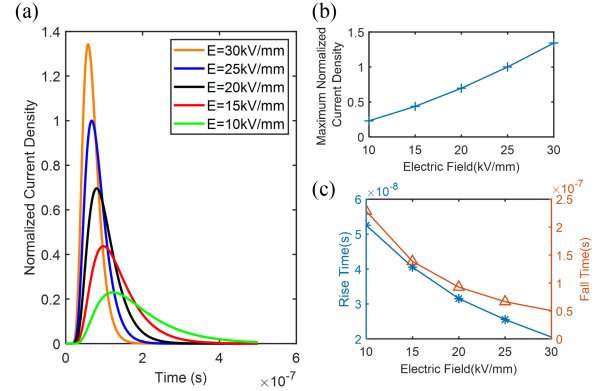 (a)
Normalized Current Density
1.4
1.2
1
0.8
0.6
0.4
0.2
0
0
2
4
6
×10⁻⁷
Time (s)
E=30kV/mm
E=25kV/mm
E=20kV/mm
E=15kV/mm
E=10kV/mm
(b)
Maximum Normalized
Current Density
1.5
1
0.5
0
10
15
20
25
30
Electric Field(kV/mm)
(c)
×10⁻⁸
×10⁻⁷
Rise Time(s)
6
5
4
3
2
Fall Time(s)
2.5
2
1.5
1
0.5
0
10
15
20
25
30
Electric Field(kV/mm)